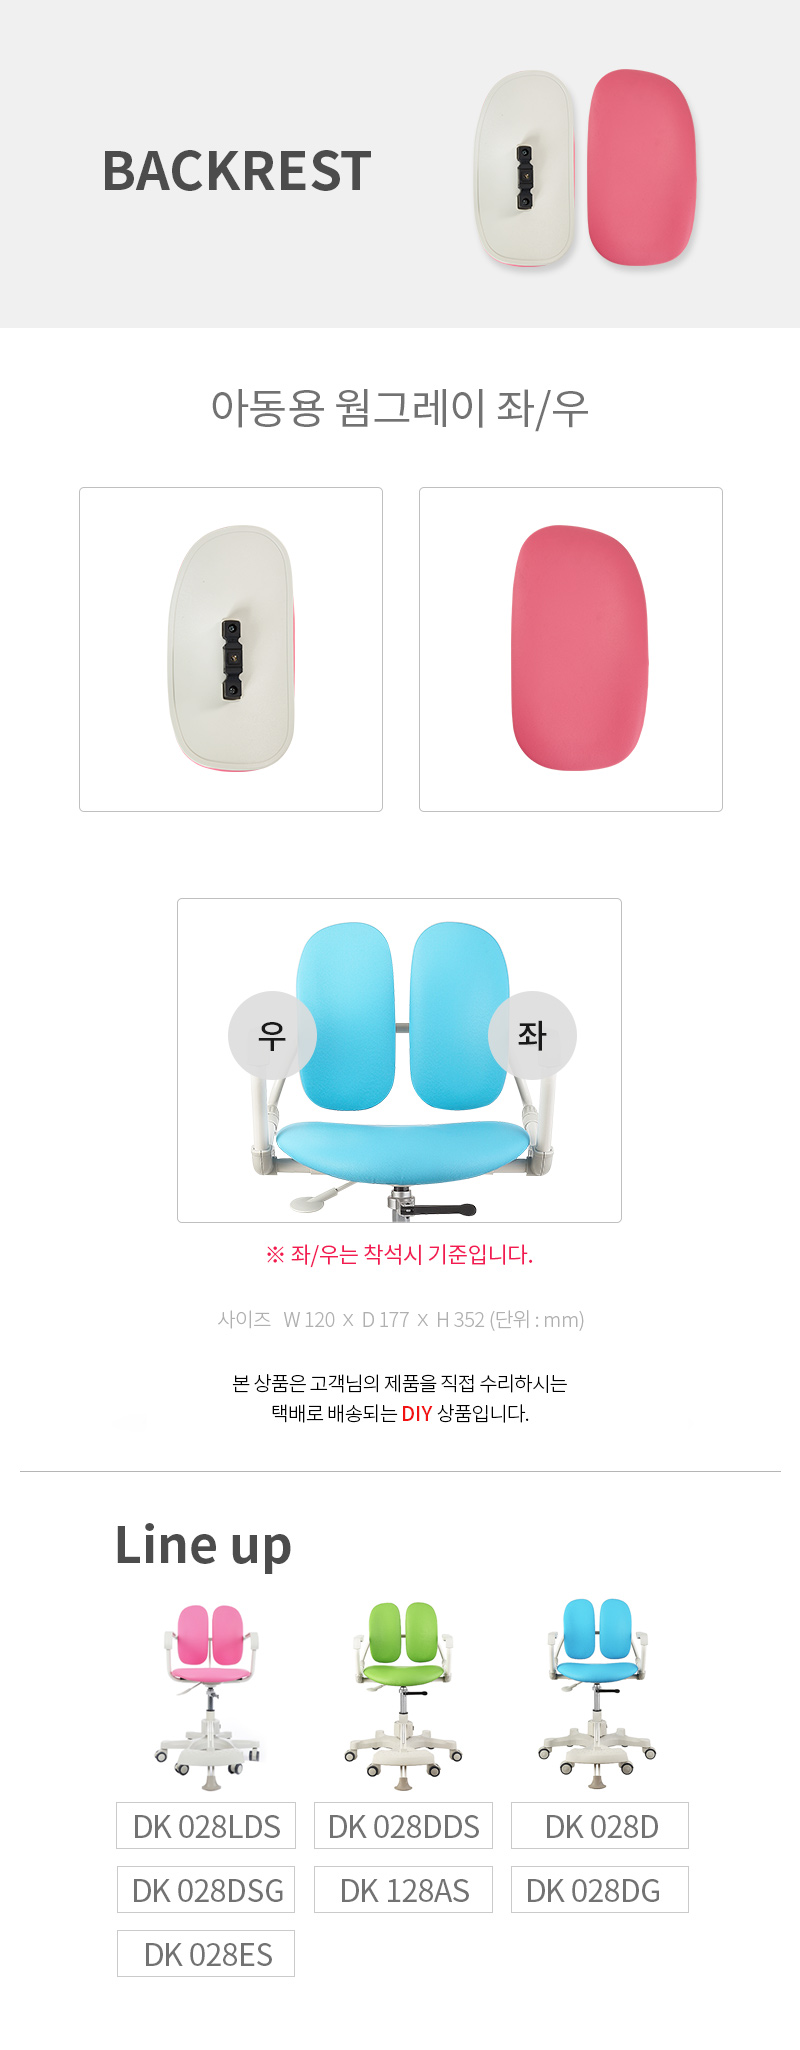 BACKREST
아동용 웜그레이 좌/우
우
좌
※ 좌/우는 착석시 기준입니다.
사이즈 W 120 × D 177 × H 352 (단위 : mm)
본 상품은 고객님의 제품을 직접 수리하시는
택배로 배송되는 DIY 상품입니다.
Line up
DK 028LDS
DK 028DDS
DK 028D
DK 028DSG
DK 128AS
DK 028DG
DK 028ES